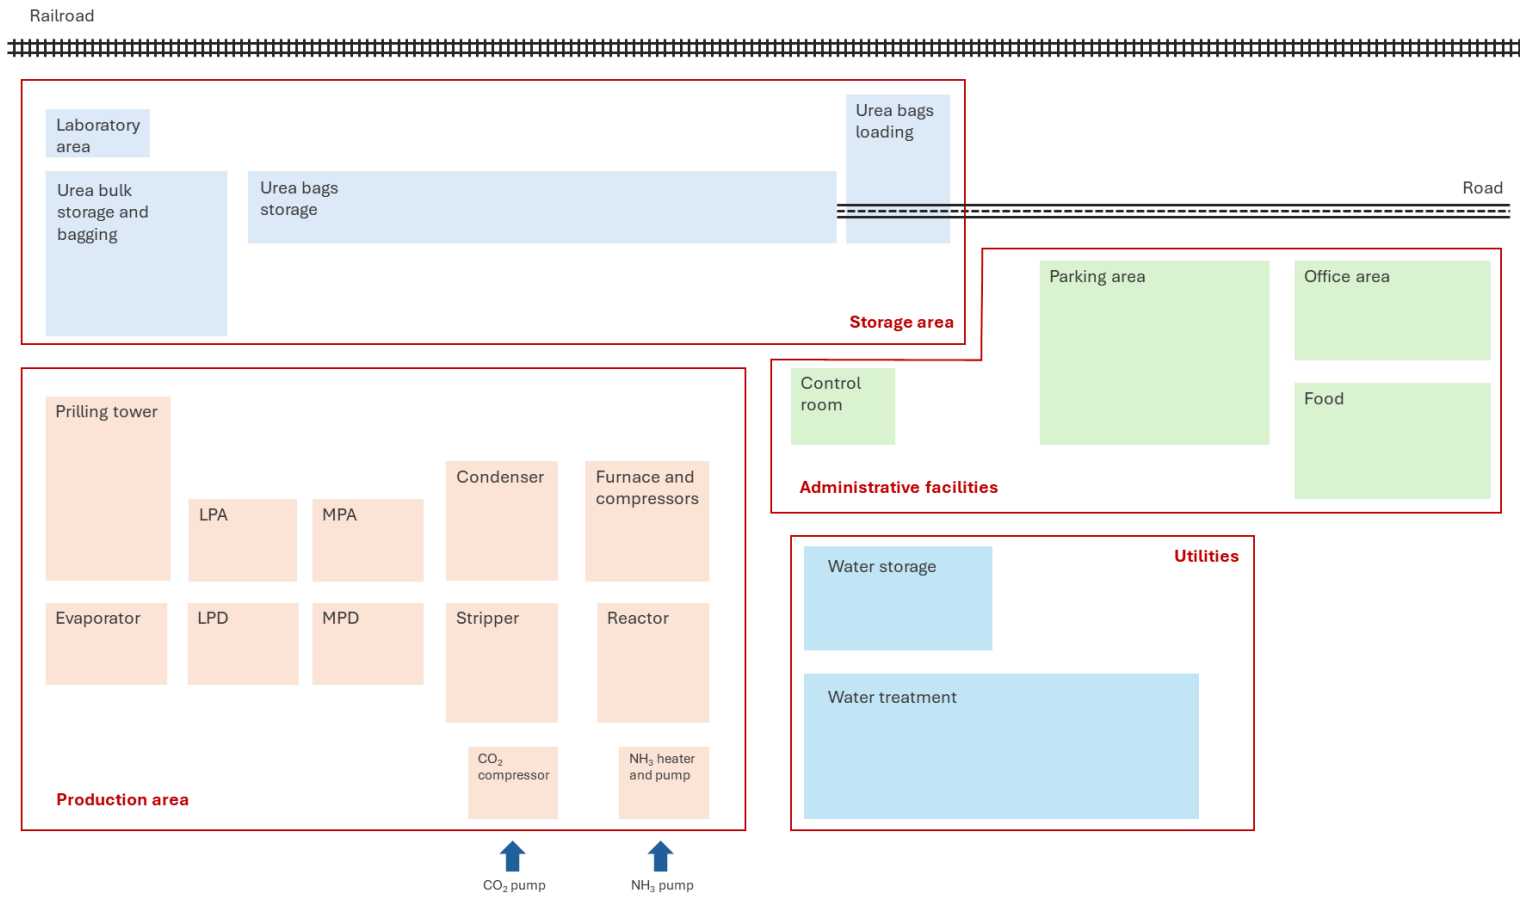 Railroad
Laboratory
area
Urea bags
loading
Urea bulk
storage and
bagging
Urea bags
storage
Road
Storage area
Parking area
Office area
Control
room
Food
Administrative facilities
Prilling tower
LPA
MPA
Condenser
Furnace and
compressors
Evaporator
LPD
MPD
Stripper
Reactor
CO₂
compressor
NH₃ heater
and pump
Production area
Utilities
Water storage
Water treatment
CO₂ pump
NH₃ pump